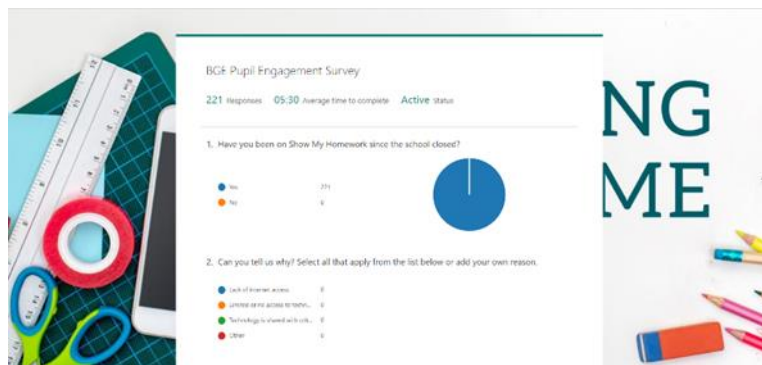 BGE Pupil Engagement Survey
221 Responses 05:30 Average time to complete Active Status
NG
ME
1. Have you been on Show My Homework since the school closed?
Yes 221
No 0
2. Can you tell us why? Select all that apply from the list below or add your own reason.
Lack of internet access 0
Limited or no access to techn... 0
Technology is shared with oth... 0
Other 0